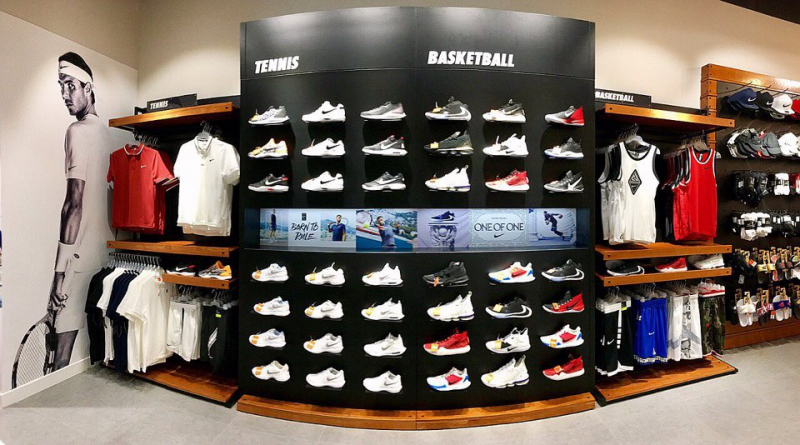 TENNIS
BASKETBALL
TENNIS
BASKETBALL
BORN TO
RULE
ONE OF ONE